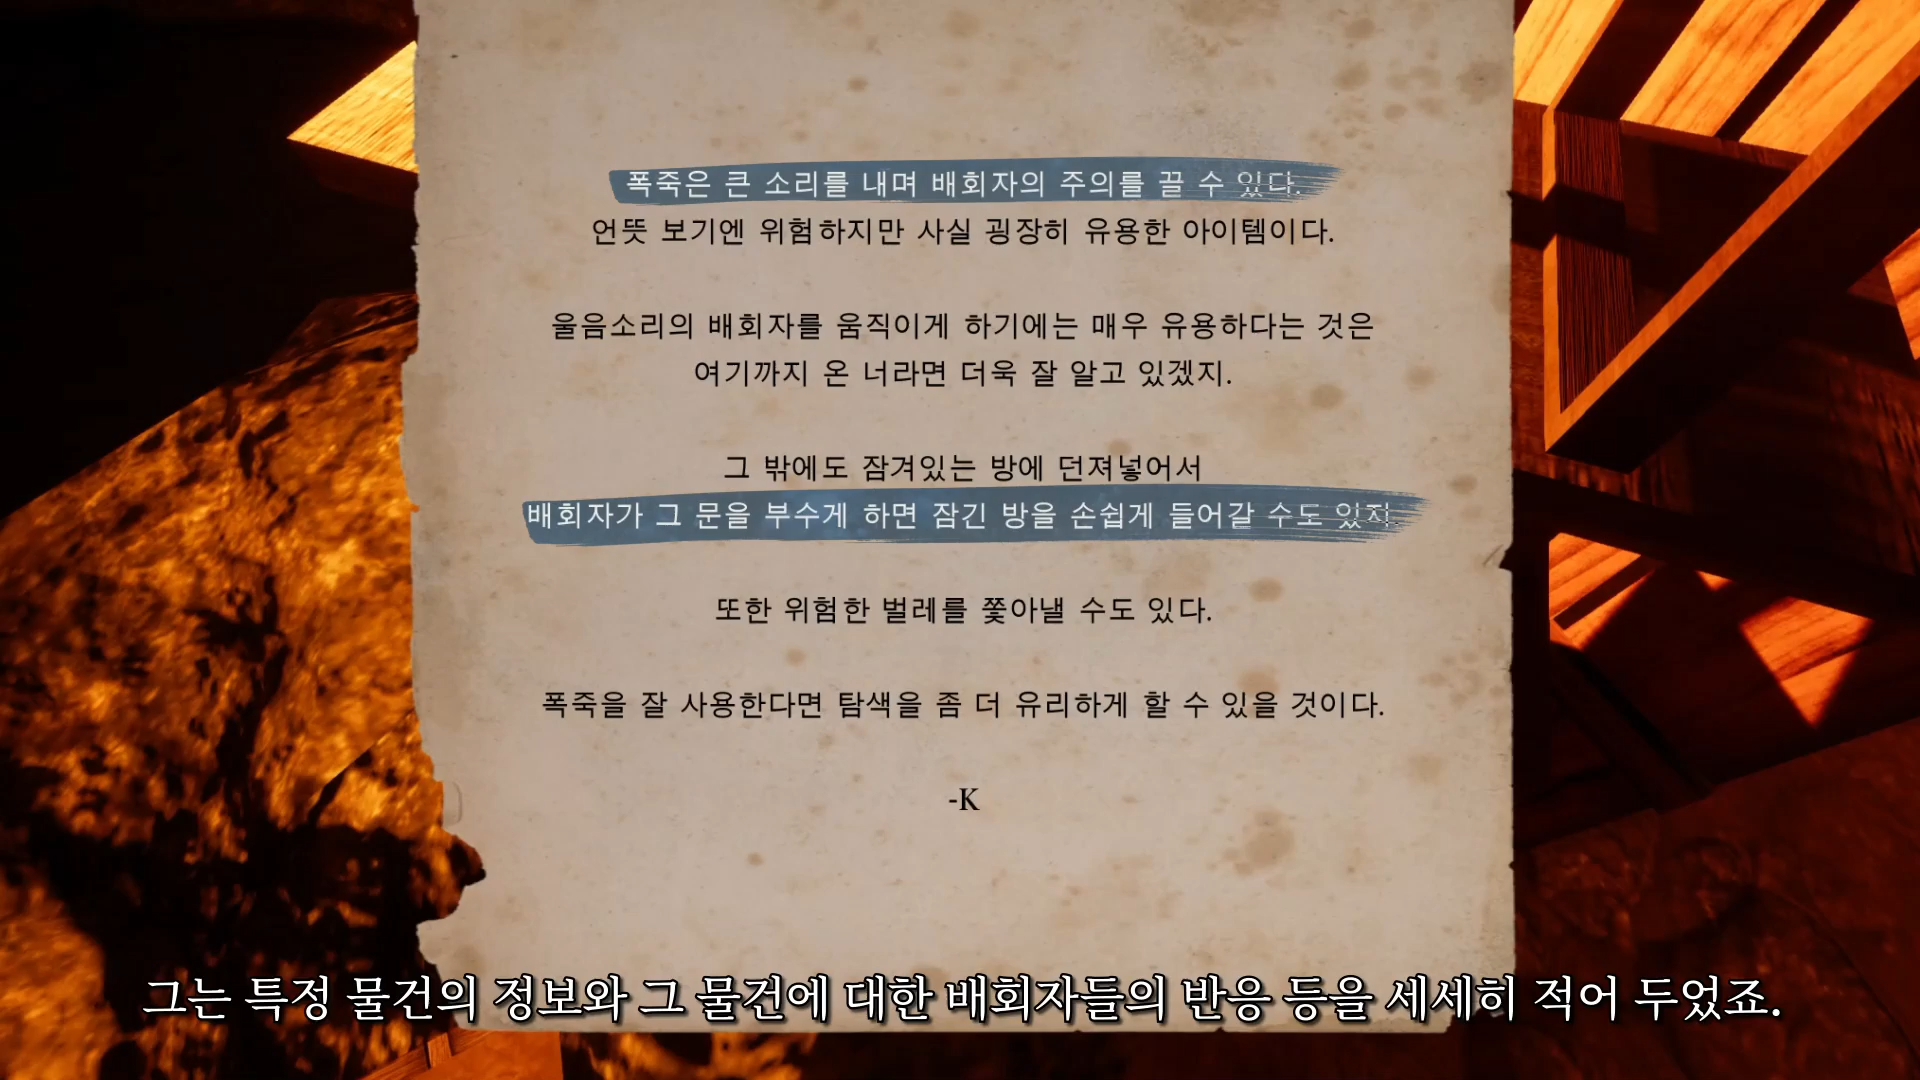 폭죽은 큰 소리를 내며 배회자의 주의를 끌 수 있다.
언뜻 보기엔 위험하지만 사실 굉장히 유용한 아이템이다.
울음소리의 배회자를 움직이게 하기에는 매우 유용하다는 것은
여기까지 온 너라면 더욱 잘 알고 있겠지.
그 밖에도 잠겨있는 방에 던져넣어서
배회자가 그 문을 부수게 하면 잠긴 방을 손쉽게 들어갈 수도 있지
또한 위험한 벌레를 쫓아낼 수도 있다.
폭죽을 잘 사용한다면 탐색을 좀 더 유리하게 할 수 있을 것이다.
-K
그는 특정 물건의 정보와 그 물건에 대한 배회자들의 반응 등을 세세히 적어 두었죠.